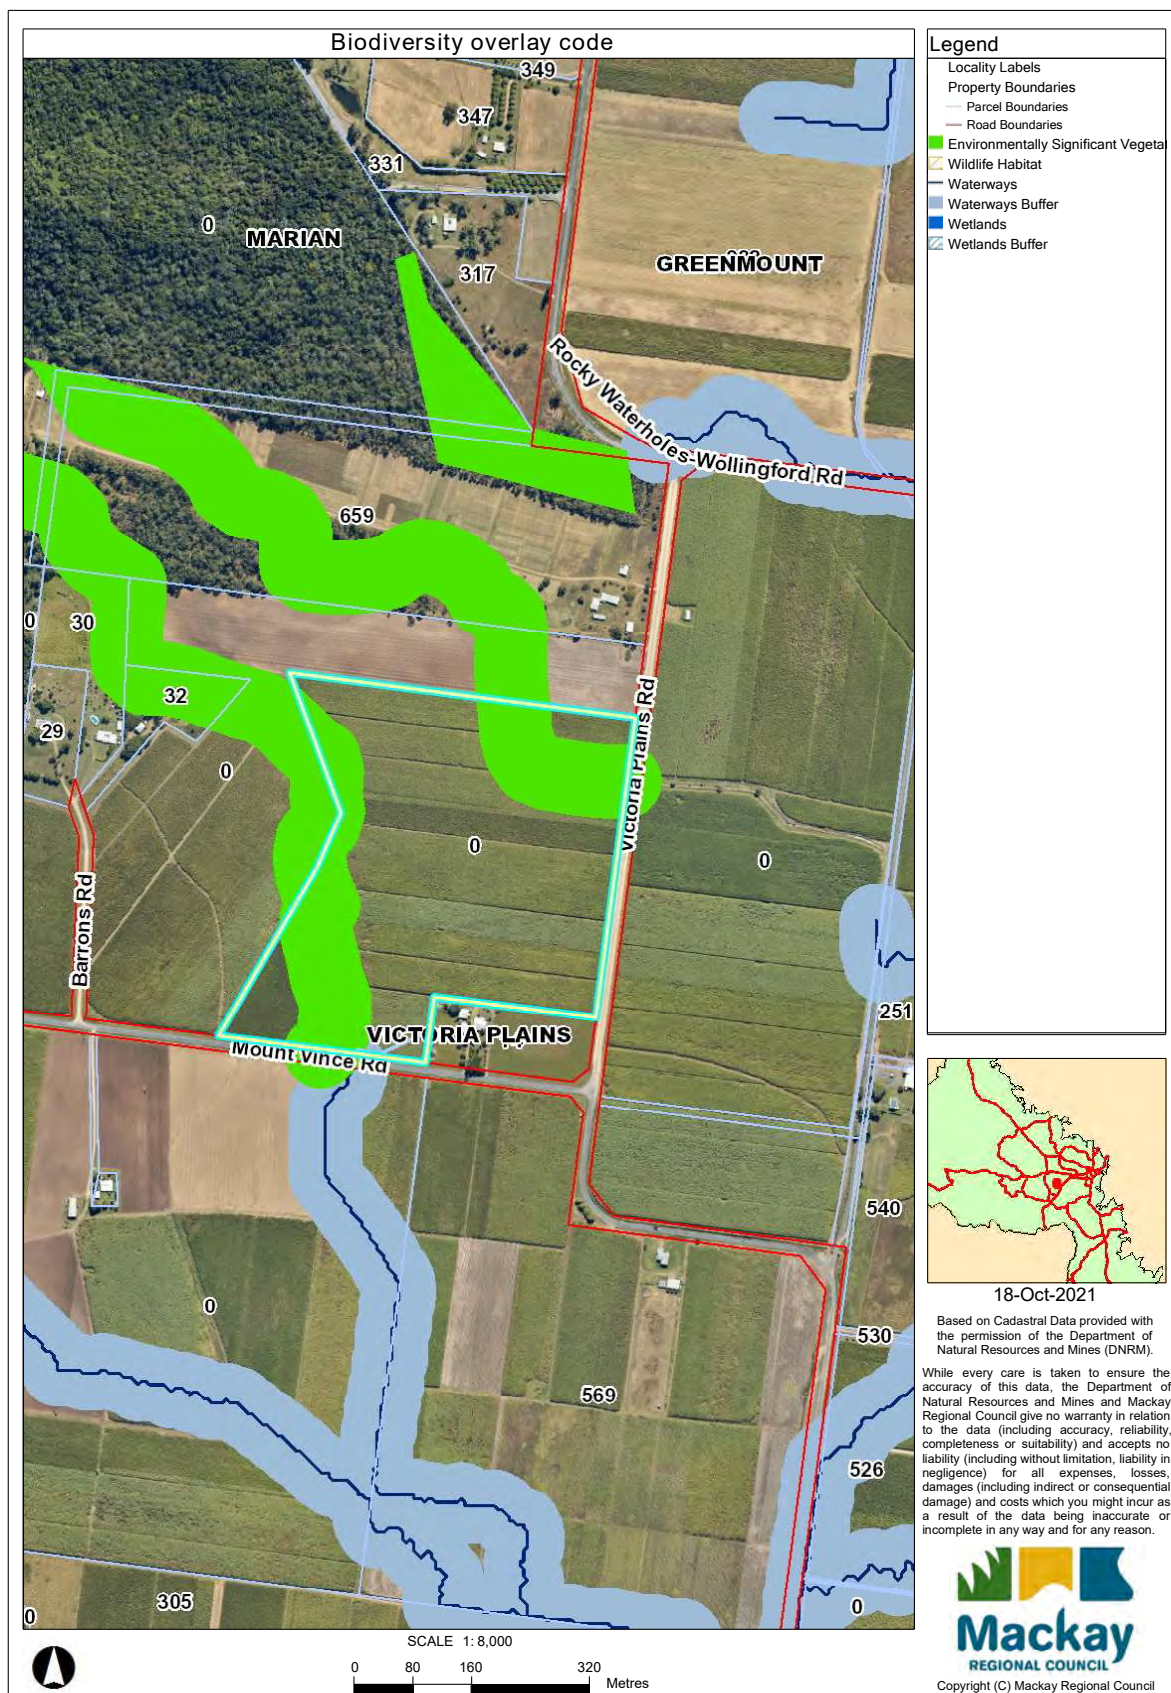 Biodiversity overlay code
349
347
331
0
MARIAN
317
GREENMOUNT
Rocky Waterholes-Wollingford Rd
659
0
30
32
29
0
Victoria Plains Rd
0
0
Barrons Rd
251
VICTORIA PLAINS
Mount Vince Rd
540
0
530
569
526
305
0
0
Legend
Locality Labels
Property Boundaries
Parcel Boundaries
Road Boundaries
Environmentally Significant Vegetat
Wildlife Habitat
Waterways
Waterways Buffer
Wetlands
Wetlands Buffer
18-Oct-2021
Based on Cadastral Data provided with
the permission of the Department of
Natural Resources and Mines (DNRM).
While every care is taken to ensure the
accuracy of this data, the Department of
Natural Resources and Mines and Mackay
Regional Council give no warranty in relation
to the data (including accuracy, reliability,
completeness or suitability) and accepts no
liability (including without limitation, liability in
negligence) for all expenses, losses,
damages (including indirect or consequential
damage) and costs which you might incur as
a result of the data being inaccurate or
incomplete in any way and for any reason.
Mackay
REGIONAL COUNCIL
Copyright (C) Mackay Regional Council
SCALE 1: 8,000
0 80 160 320
Metres